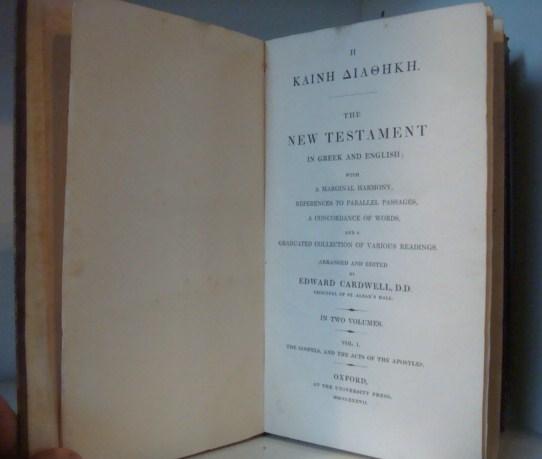 Η
ΚΑΙΝΗ ΔΙΑΘΗΚΗ.
THE
NEW TESTAMENT
IN GREEK AND ENGLISH;
WITH
A MARGINAL HARMONY,
REFERENCES TO PARALLEL PASSAGES,
A CONCORDANCE OF WORDS,
AND A
GRADUATED COLLECTION OF VARIOUS READINGS.
ARRANGED AND EDITED
BY
EDWARD CARDWELL, D.D.
PRINCIPAL OF ST. ALBAN'S HALL.
IN TWO VOLUMES.
VOL. I.
THE GOSPELS, AND THE ACTS OF THE APOSTLES.
OXFORD,
AT THE UNIVERSITY PRESS.
MDCCCXXXVII.